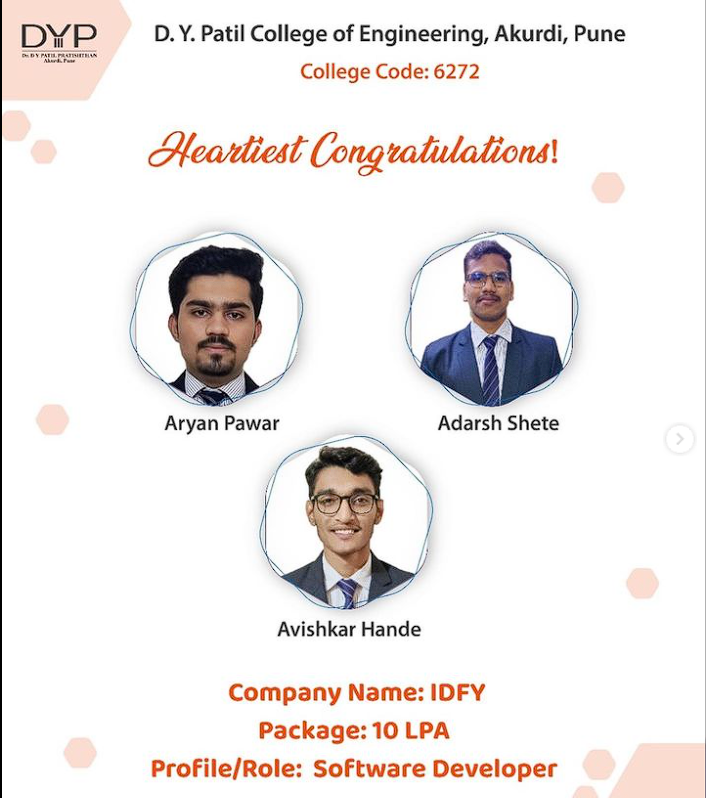 DYP
Dr. D Y PATIL PRATISHTHAN
Akurdi, Pune
D. Y. Patil College of Engineering, Akurdi, Pune
College Code: 6272
Heartiest Congratulations!
Aryan Pawar
Adarsh Shete
Avishkar Hande
Company Name: IDFY
Package: 10 LPA
Profile/Role: Software Developer